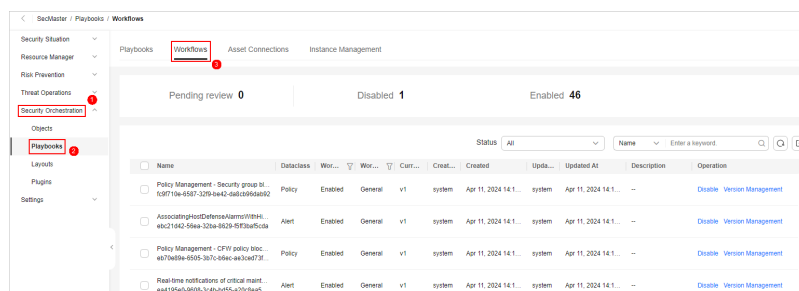 SecMaster / Playbooks / Workflows
Security Situation
Resource Manager
Risk Prevention
Threat Operations
1
Security Orchestration
Objects
Playbooks
2
Layouts
Plugins
Settings
Playbooks Workflows Asset Connections Instance Management
3
Pending review 0 Disabled 1 Enabled 46
Status All Name Enter a keyword.
Name Dataclass Wor... Wor... Curr... Creat... Created Upda... Updated At Description Operation
Policy Management - Security group bl...
fc9f710e-6587-32f9-be42-da8cb96dab92
Policy Enabled General v1 system Apr 11, 2024 14:1... system Apr 11, 2024 14:1... -- Disable Version Management
AssociatingHostDefenseAlarmsWithHi...
ebc21d42-56ea-32ba-8629-f5ff3baf5cda
Alert Enabled General v1 system Apr 11, 2024 14:1... system Apr 11, 2024 14:1... -- Disable Version Management
Policy Management - CFW policy bloc...
eb70e89e-6505-3b7c-b6ec-ae3ced73f...
Policy Enabled General v1 system Apr 11, 2024 14:1... system Apr 11, 2024 14:1... -- Disable Version Management
Real-time notifications of critical maint...
Alert Enabled General v1 system Apr 11, 2024 14:1... system Apr 11, 2024 14:1... -- Disable Version Management